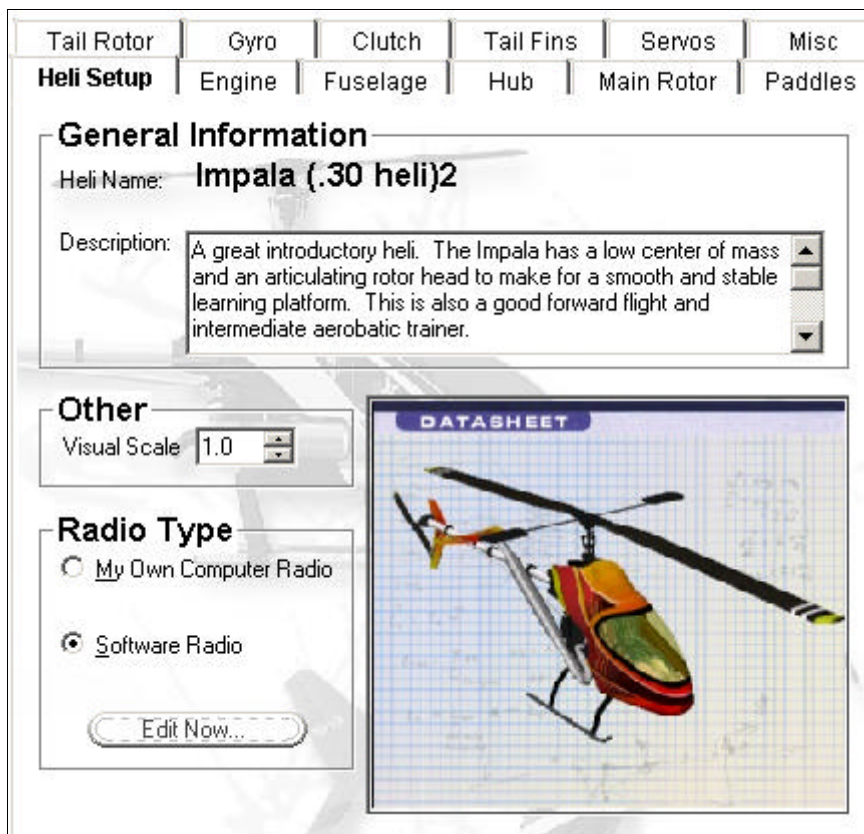 Tail Rotor Gyro Clutch Tail Fins Servos Misc
Heli Setup Engine Fuselage Hub Main Rotor Paddles
General Information
Heli Name: Impala (.30 heli)2
Description:
A great introductory heli. The Impala has a low center of mass
and an articulating rotor head to make for a smooth and stable
learning platform. This is also a good forward flight and
intermediate aerobatic trainer.
Other
Visual Scale 1.0
DATASHEET
Radio Type
My Own Computer Radio
Software Radio
Edit Now...